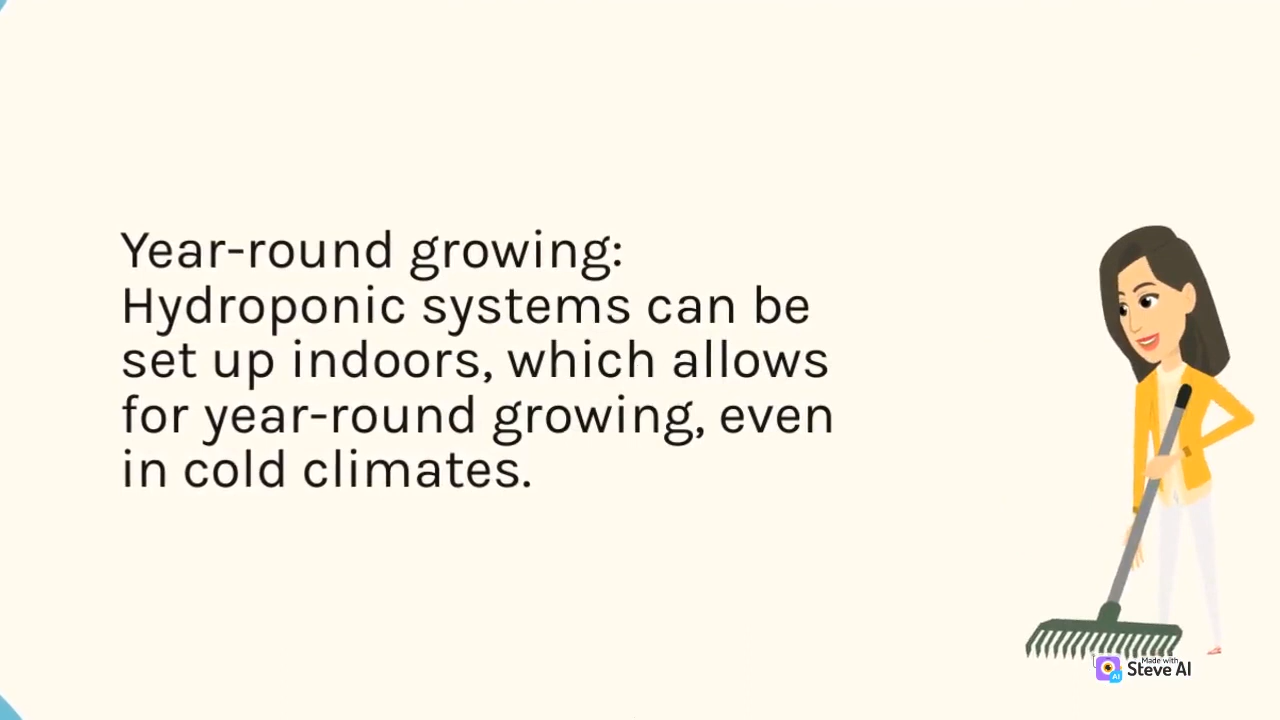 Year-round growing:
Hydroponic systems can be
set up indoors, which allows
for year-round growing, even
in cold climates.
Made with
Steve AI
AI